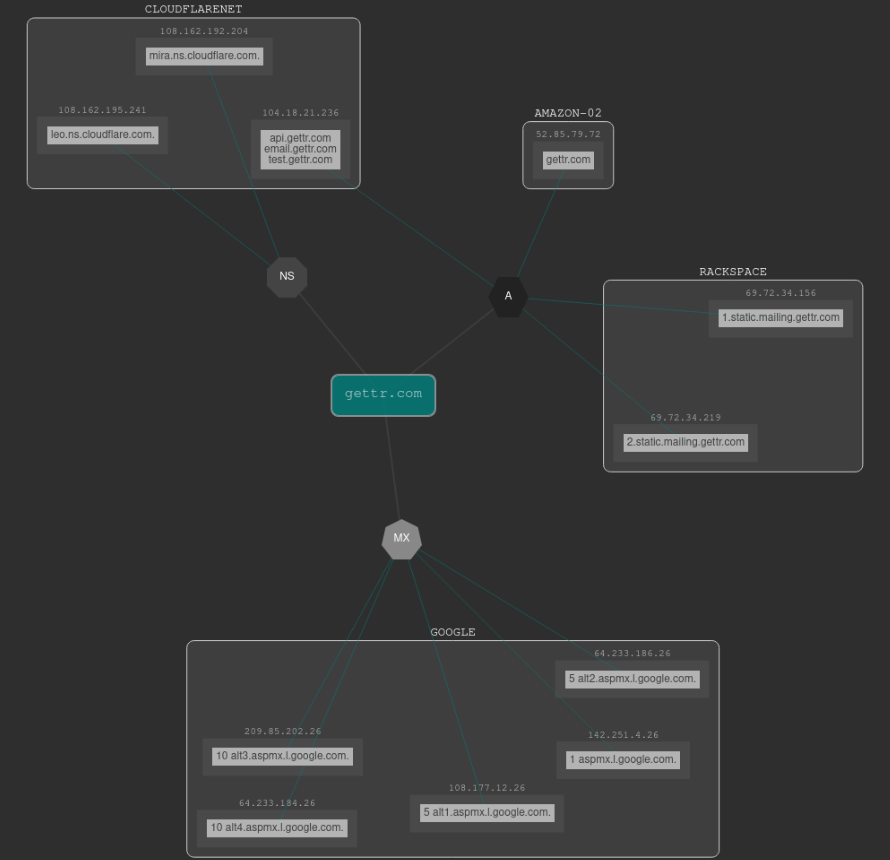 CLOUDFLARENET
108.162.192.204
mira.ns.cloudflare.com.
108.162.195.241
leo.ns.cloudflare.com.
104.18.21.236
api.gettr.com
email.gettr.com
test.gettr.com
AMAZON-02
52.85.79.72
gettr.com
NS
A
RACKSPACE
69.72.34.156
1.static.mailing.gettr.com
69.72.34.219
2.static.mailing.gettr.com
gettr.com
MX
GOOGLE
64.233.186.26
5 alt2.aspmx.l.google.com.
209.85.202.26
10 alt3.aspmx.l.google.com.
142.251.4.26
1 aspmx.l.google.com.
108.177.12.26
5 alt1.aspmx.l.google.com.
64.233.184.26
10 alt4.aspmx.l.google.com.